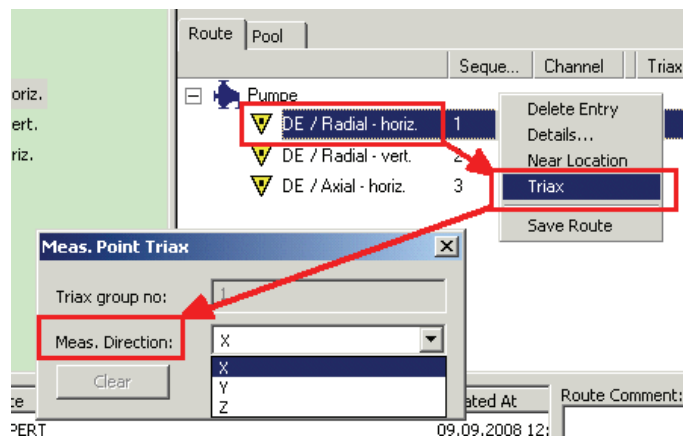 Route Pool
Seque... Channel Triax
oriz.
ert.
riz.
Pumpe
DE / Radial - horiz. 1
DE / Radial - vert. 2
DE / Axial - horiz. 3
Delete Entry
Details...
Near Location
Triax
Save Route
Meas. Point Triax
Triax group no: 1
Meas. Direction: X
X
Y
Z
Clear
te
ated At
Route Comment:
PERT
09.09.2008 12: